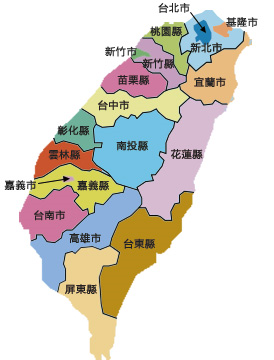 台北市
基隆市
桃園縣
新北市
新竹市
新竹縣
宜蘭市
苗栗縣
台中市
彰化縣
南投縣
花蓮縣
雲林縣
嘉義市
嘉義縣
台南市
高雄市
台東縣
屏東縣